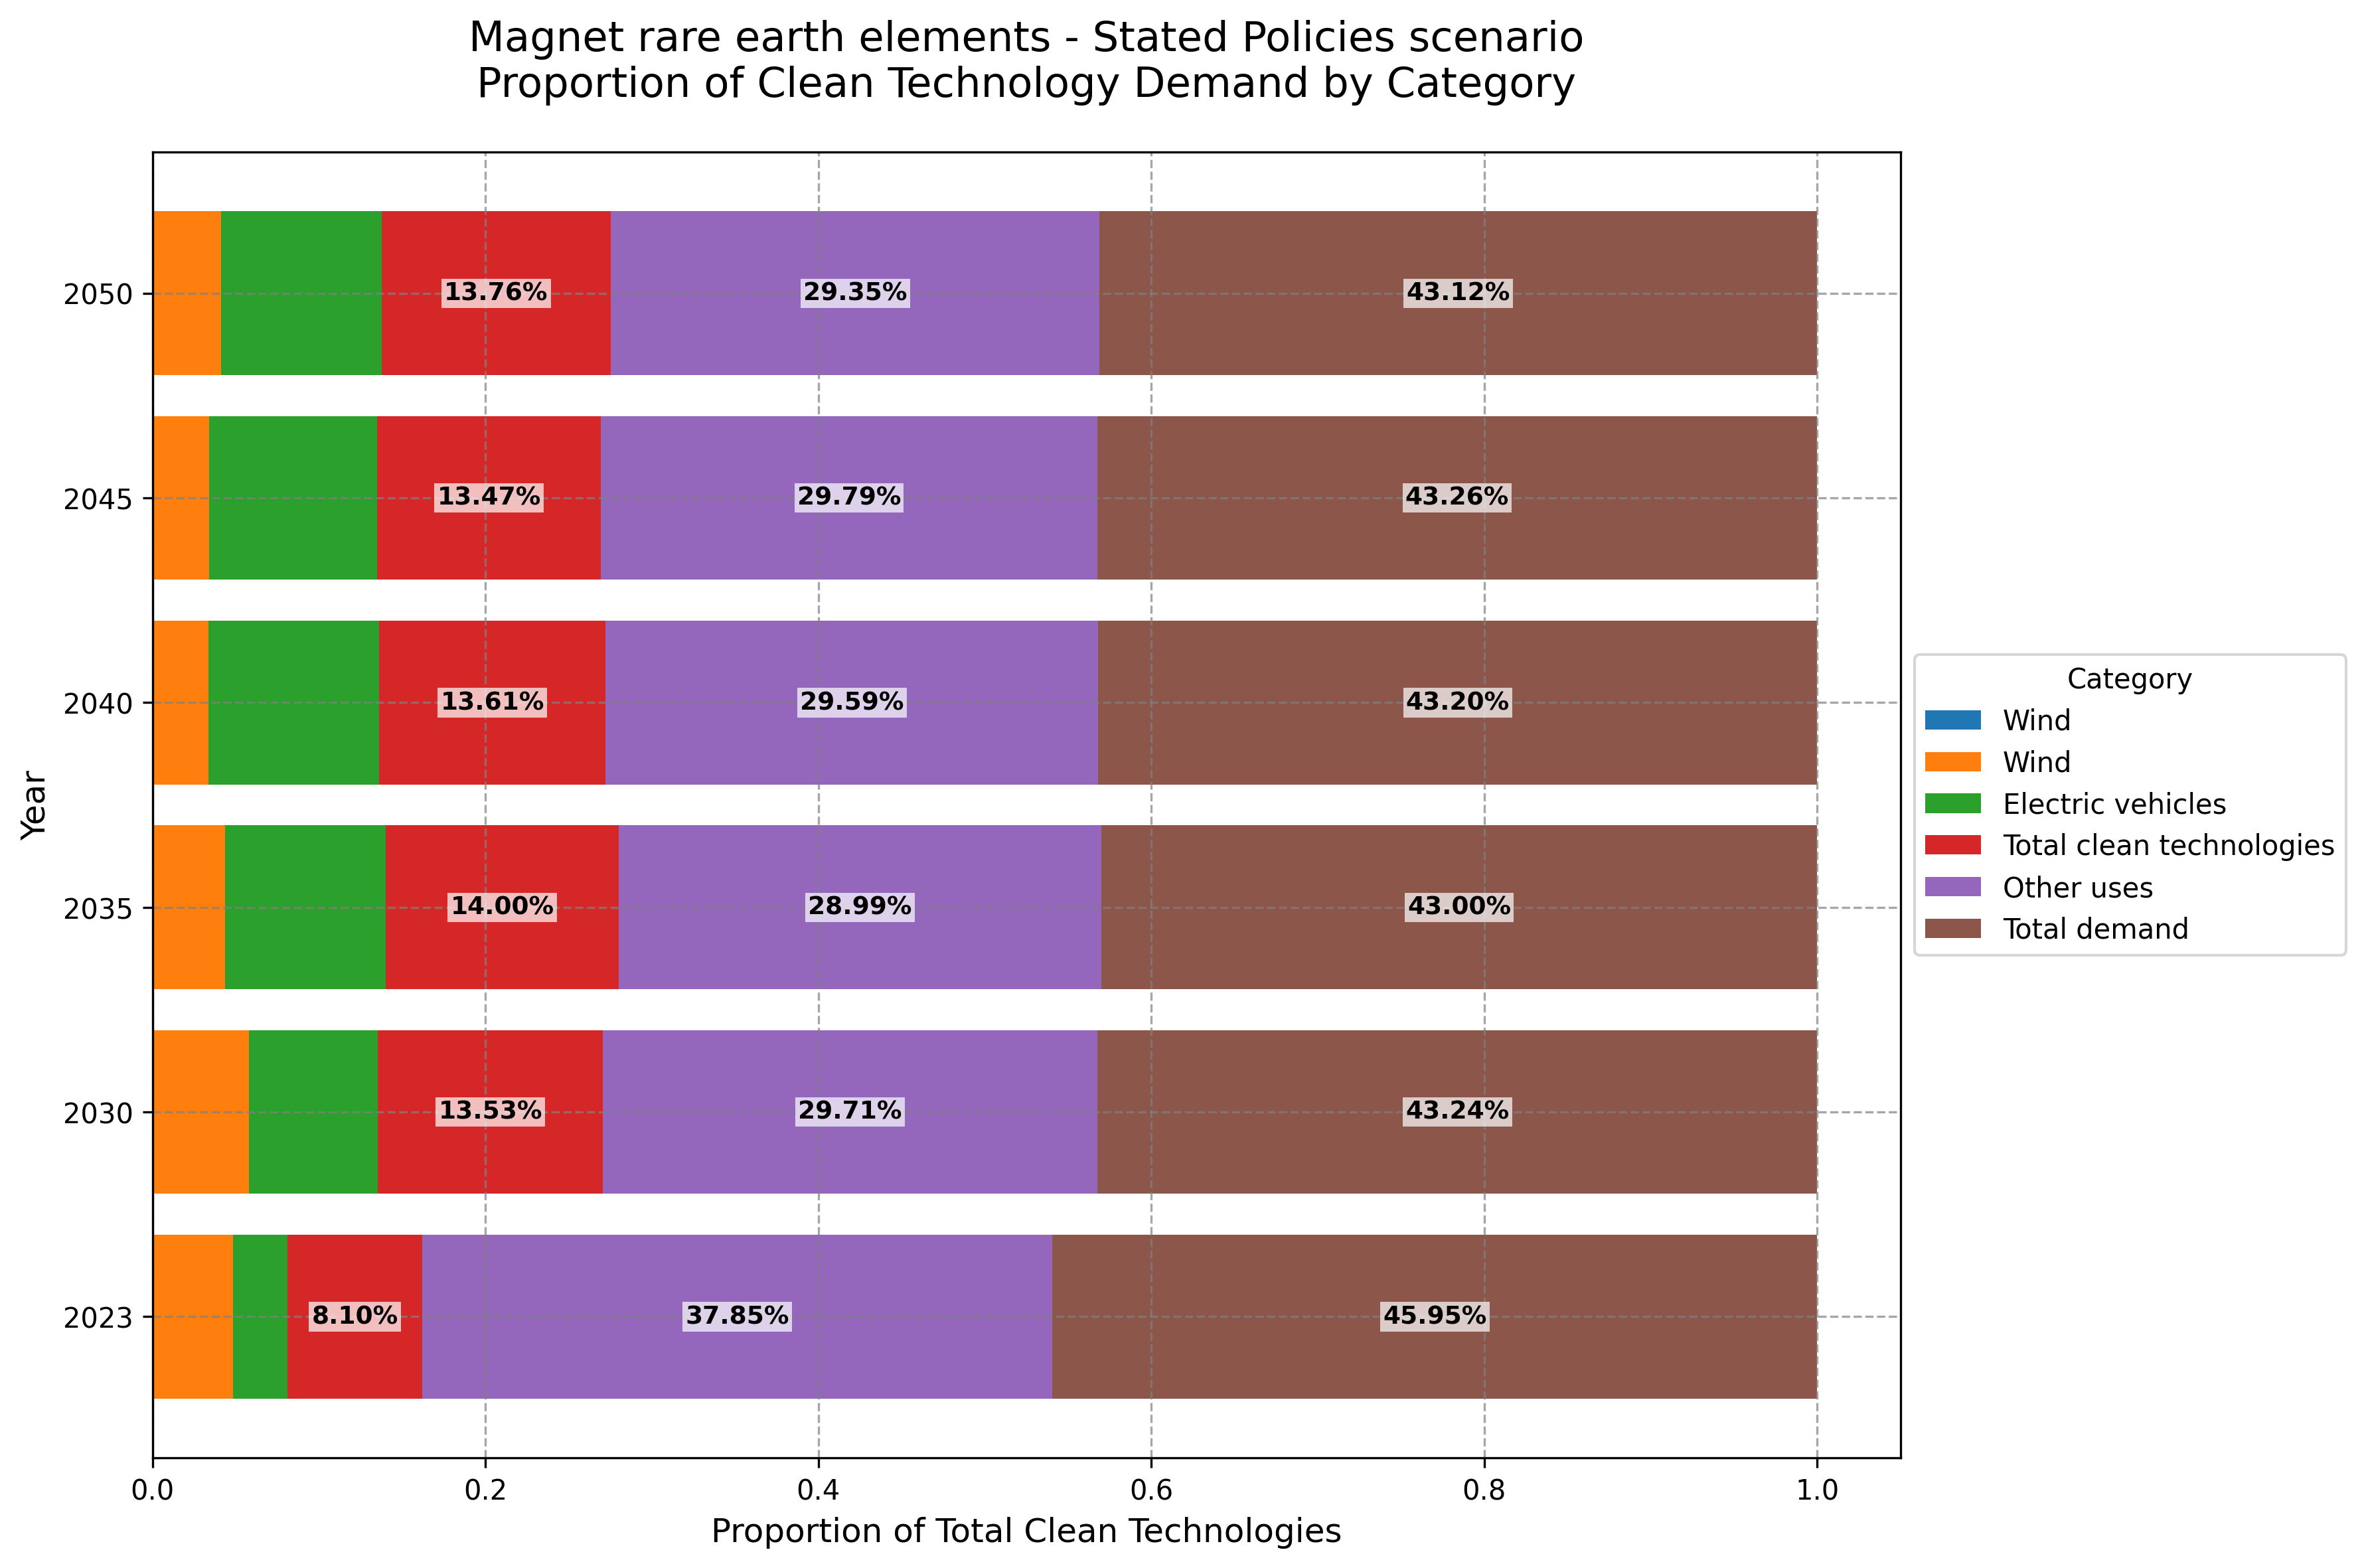 Magnet rare earth elements - Stated Policies scenario
Proportion of Clean Technology Demand by Category
2050
13.76%
29.35%
43.12%
2045
13.47%
29.79%
43.26%
2040
13.61%
29.59%
43.20%
2035
14.00%
28.99%
43.00%
2030
13.53%
29.71%
43.24%
2023
8.10%
37.85%
45.95%
Year
0.0
0.2
0.4
0.6
0.8
1.0
Proportion of Total Clean Technologies
Category
Wind
Wind
Electric vehicles
Total clean technologies
Other uses
Total demand